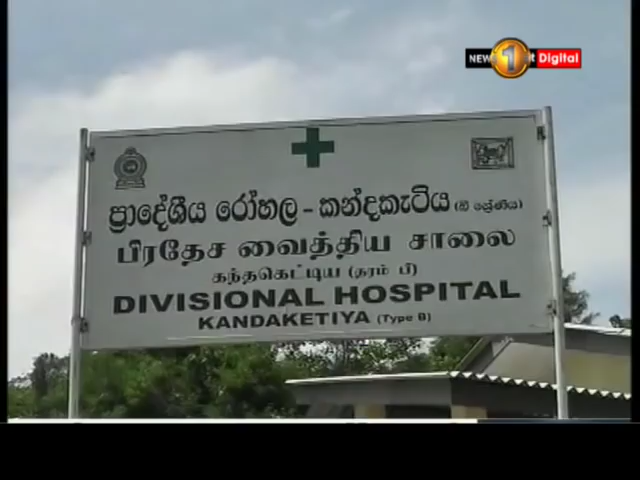 NEWS 1st Digital
ප්‍රාදේශීය රෝහල - කන්දකැටිය (බී ශ්‍රේණිය)
பிரதேச வைத்திய சாலை
கந்தகெட்டிய (தரம் பி)
DIVISIONAL HOSPITAL
KANDAKETIYA (Type B)